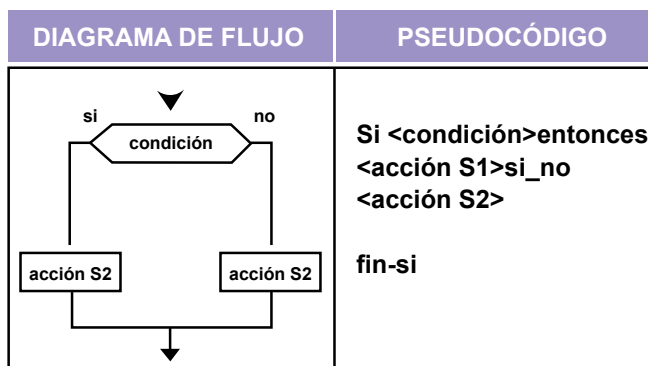 DIAGRAMA DE FLUJO
PSEUDOCÓDIGO
si
no
condición
acción S2
acción S2
Si <condición>entonces
<acción S1>si_no
<acción S2>
fin-si